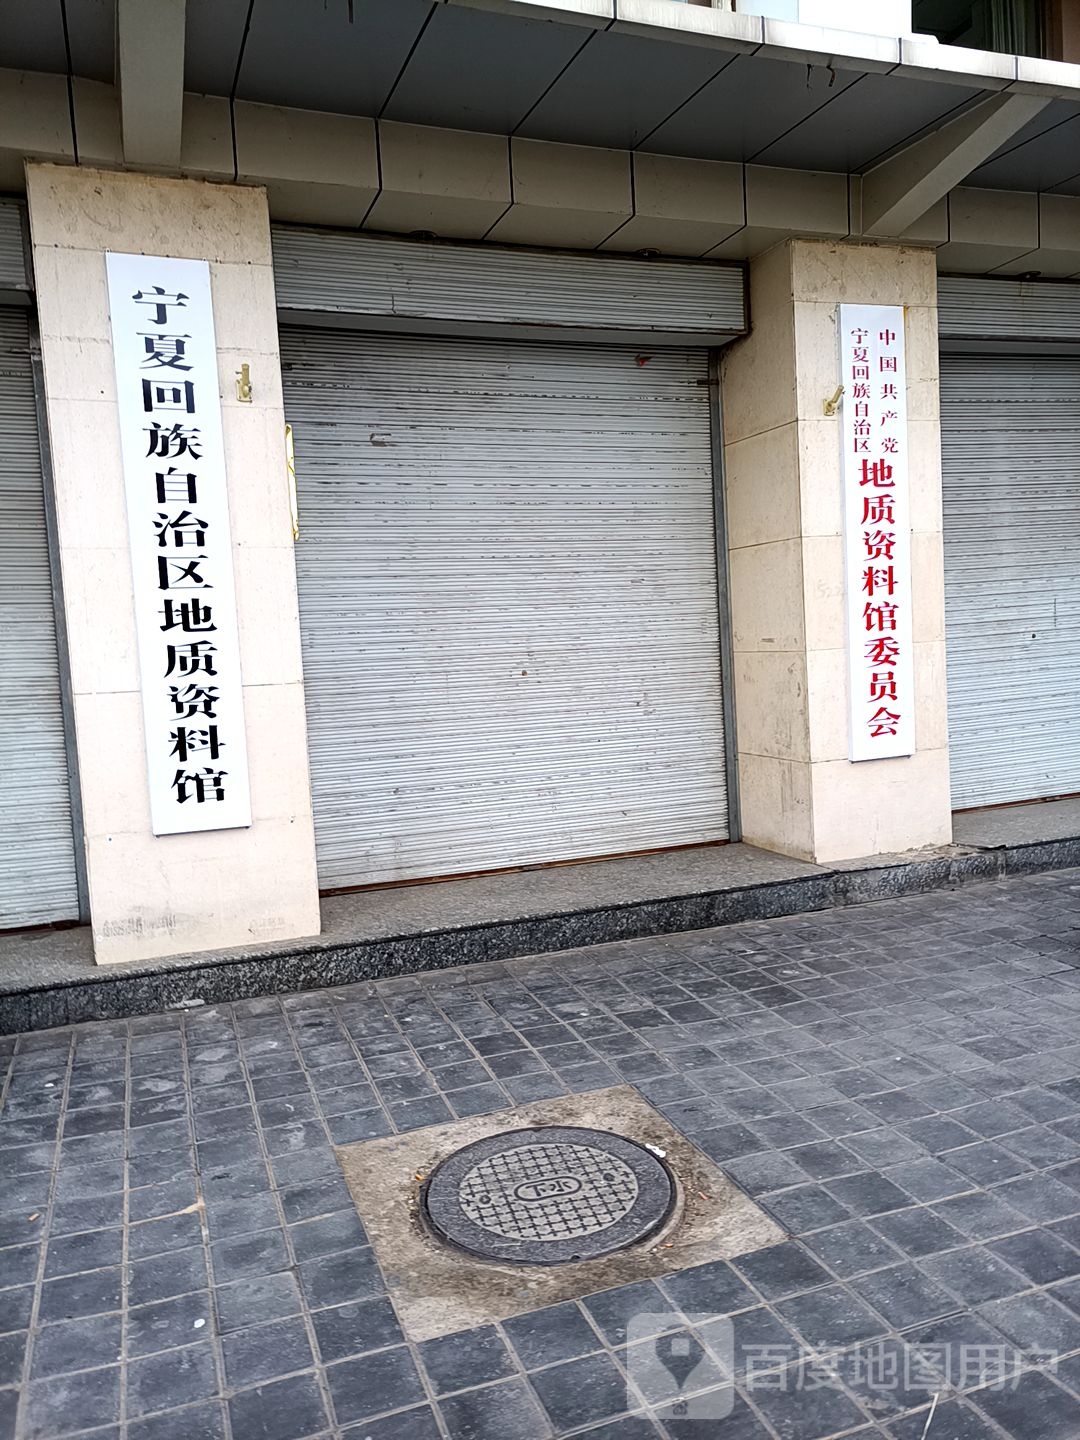 宁夏回族自治区地质资料馆
中国共产党
宁夏回族自治区
地质资料馆委员会
下水
百度地图用户